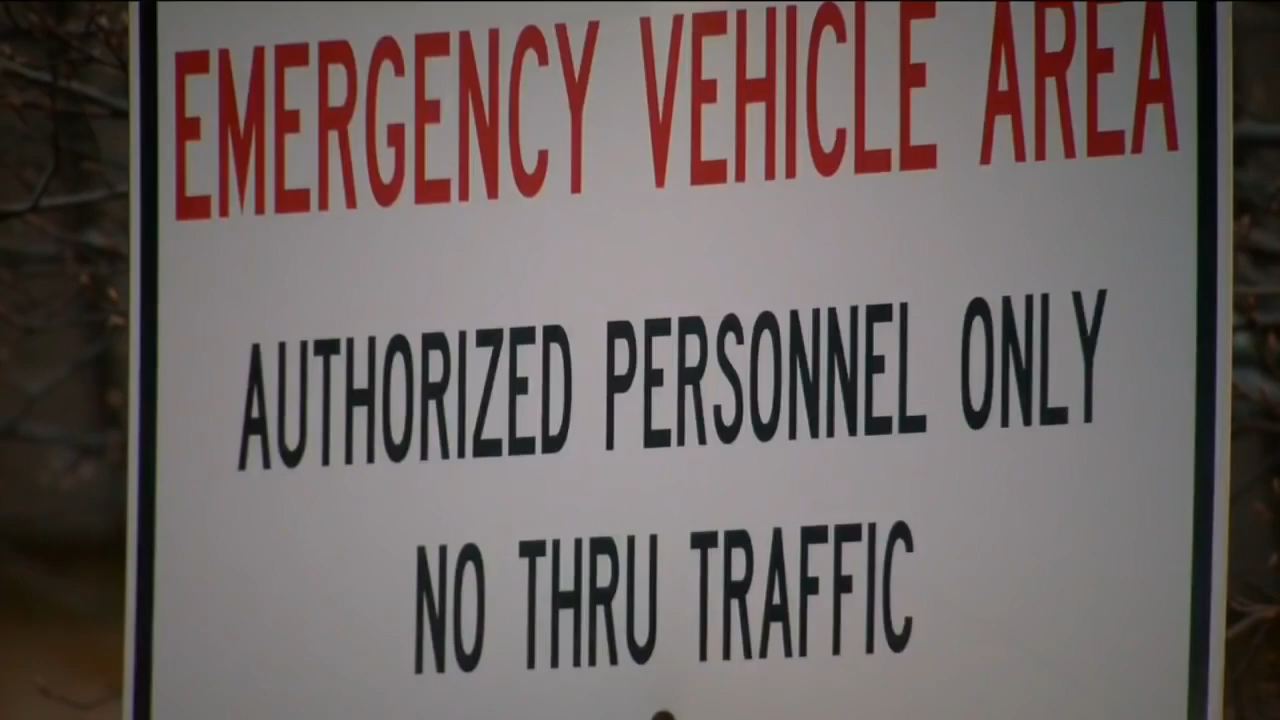 EMERGENCY VEHICLE AREA
AUTHORIZED PERSONNEL ONLY
NO THRU TRAFFIC